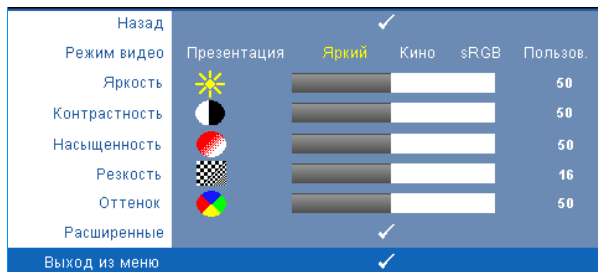 Назад
Режим видео Презентация Яркий Кино sRGB Пользов.
Яркость 50
Контрастность 50
Насыщенность 50
Резкость 16
Оттенок 50
Расширенные
Выход из меню